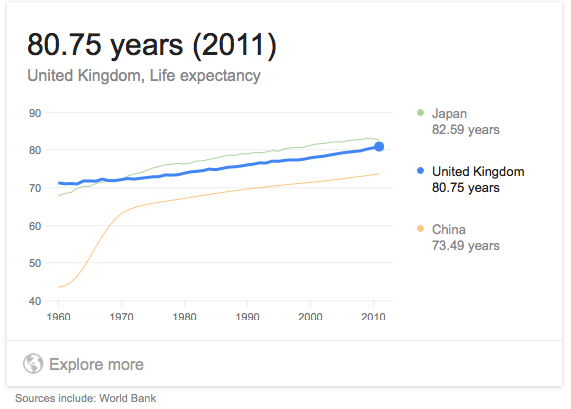 80.75 years (2011)
United Kingdom, Life expectancy
90
80
70
60
50
40
1960
1970
1980
1990
2000
2010
Japan
82.59 years
United Kingdom
80.75 years
China
73.49 years
Explore more
Sources include: World Bank